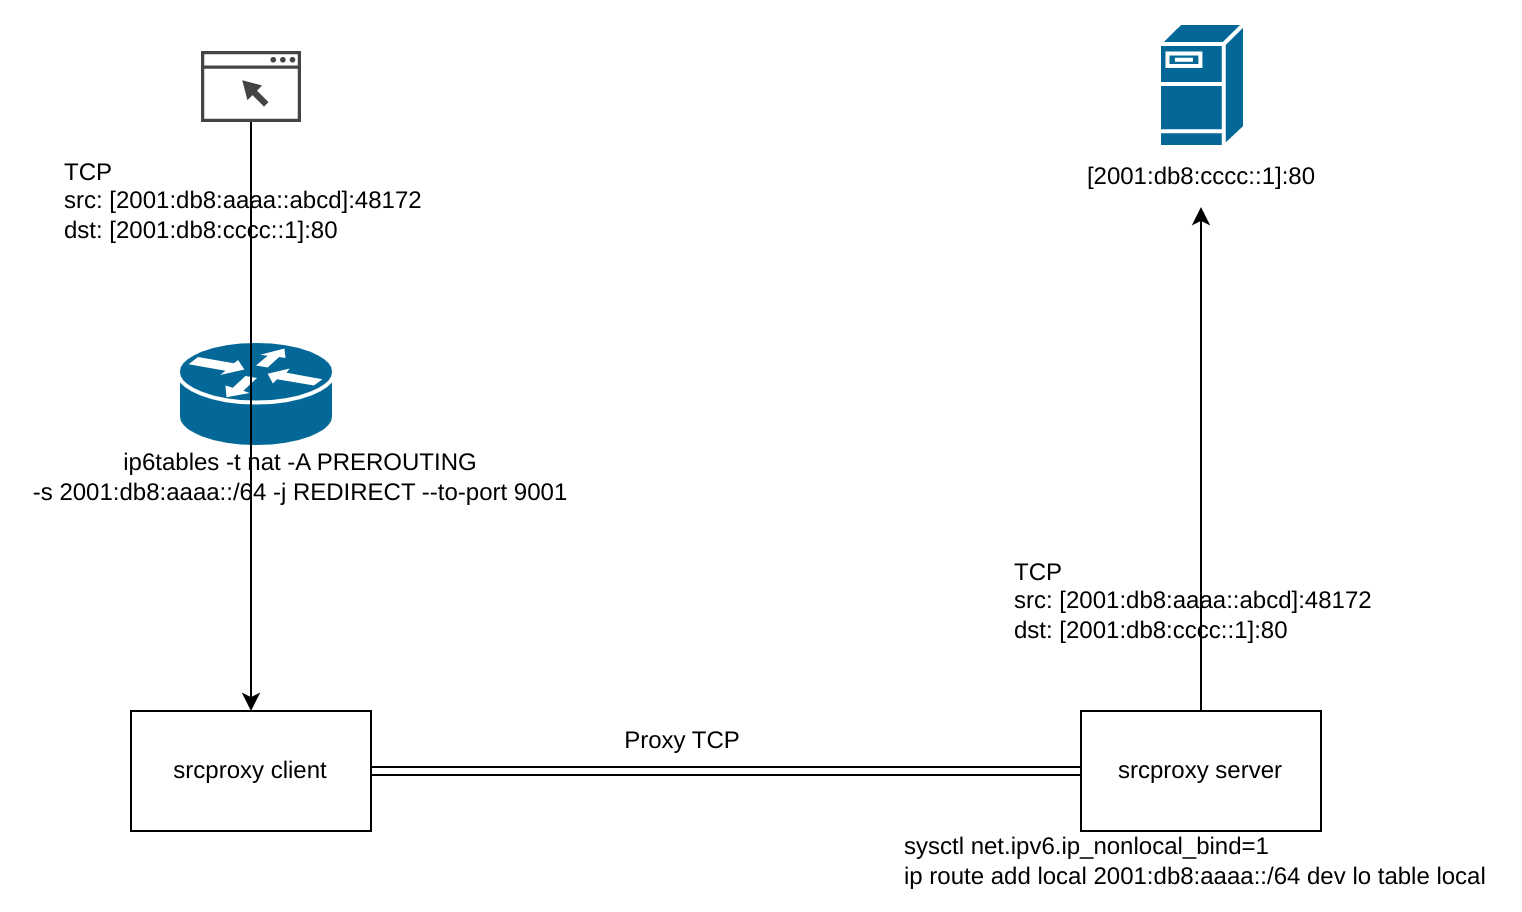 TCP
src: [2001:db8:aaaa::abcd]:48172
dst: [2001:db8:cccc::1]:80
[2001:db8:cccc::1]:80
ip6tables -t nat -A PREROUTING
-s 2001:db8:aaaa::/64 -j REDIRECT --to-port 9001
TCP
src: [2001:db8:aaaa::abcd]:48172
dst: [2001:db8:cccc::1]:80
srcproxy client
Proxy TCP
srcproxy server
sysctl net.ipv6.ip_nonlocal_bind=1
ip route add local 2001:db8:aaaa::/64 dev lo table local